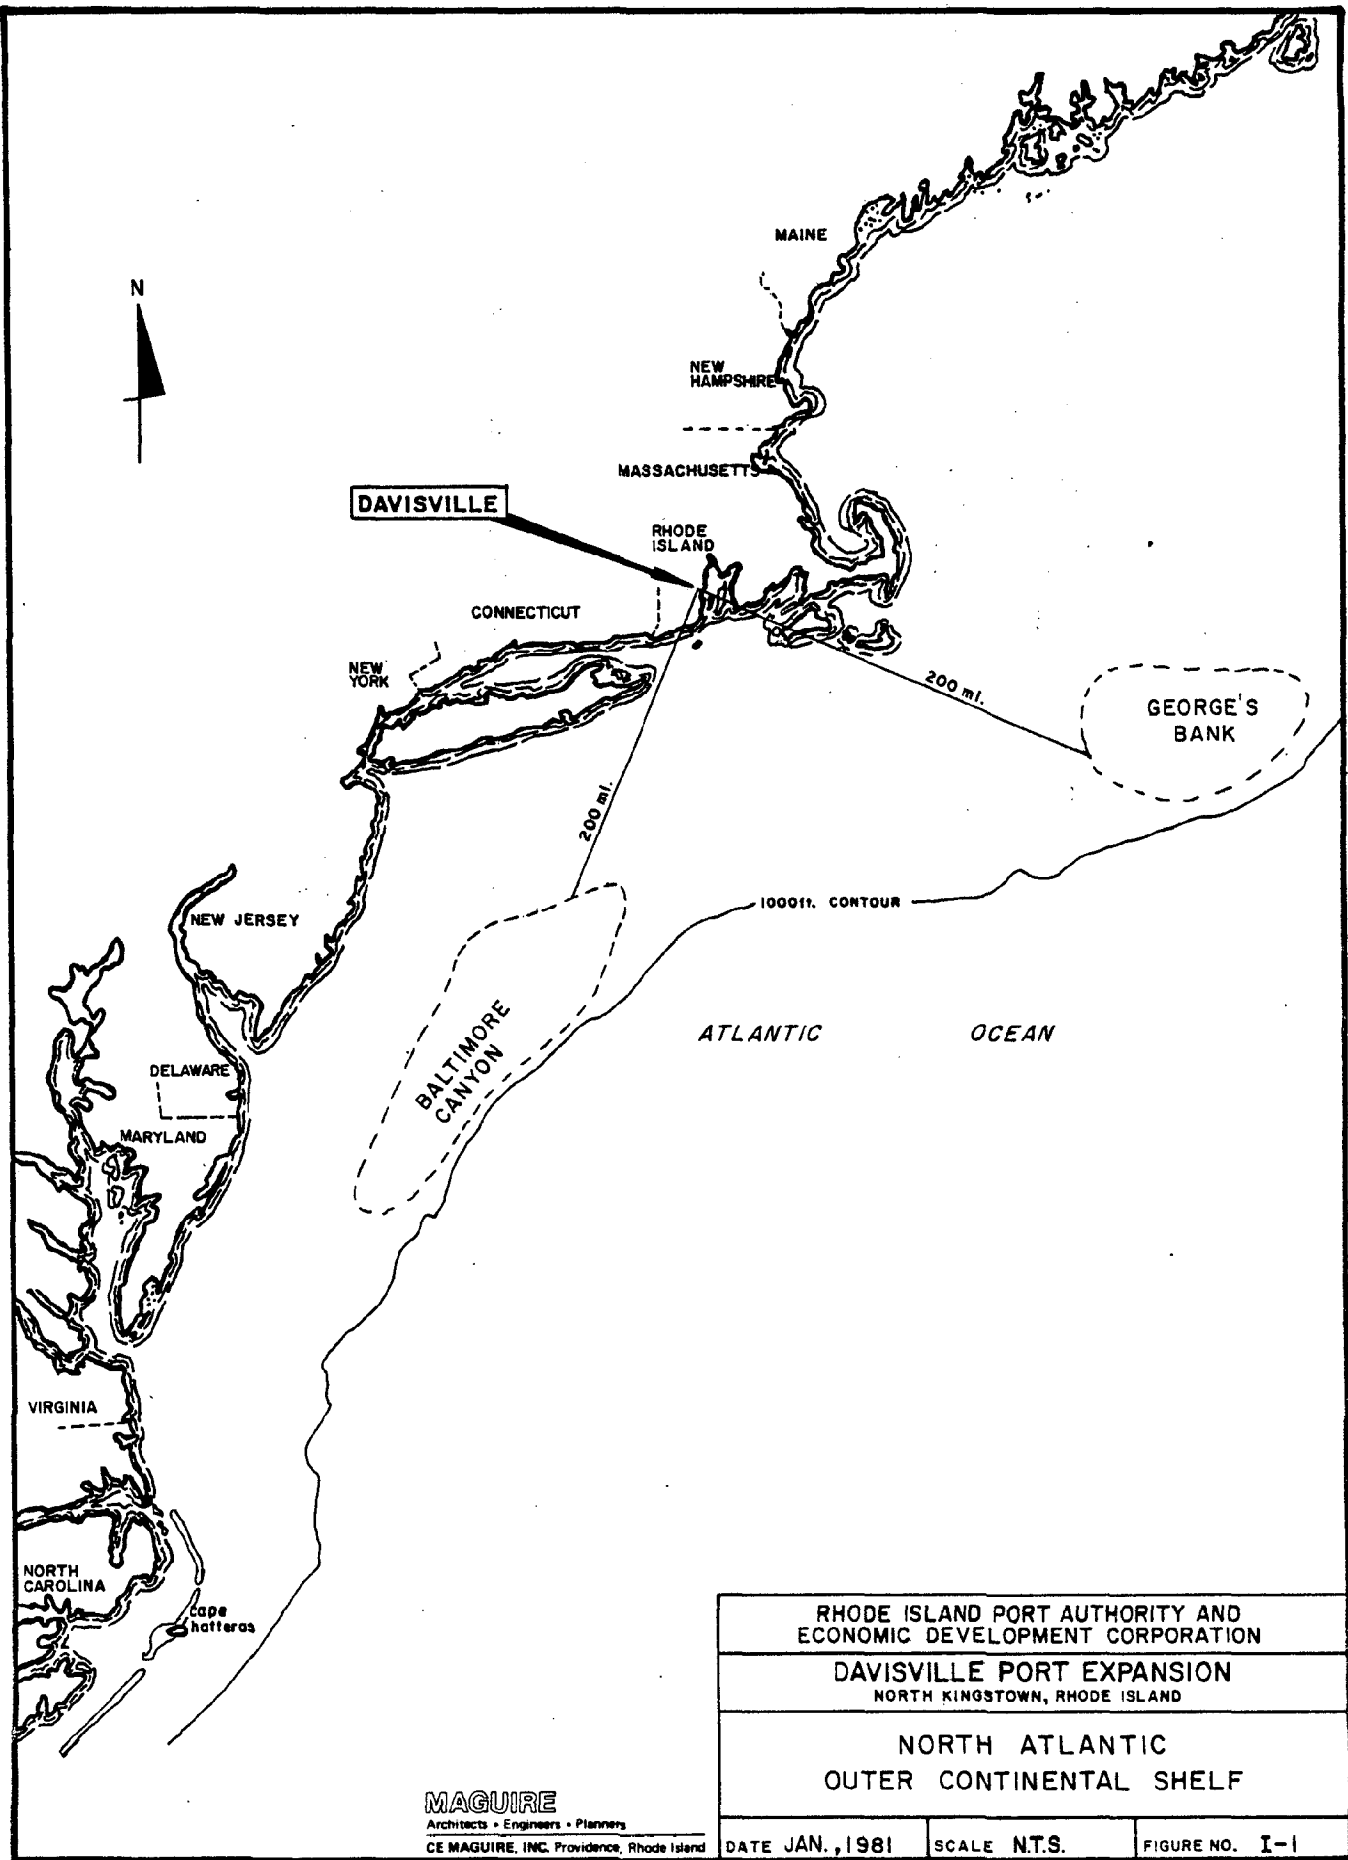 N
MAINE
NEW
HAMPSHIRE
MASSACHUSETTS
DAVISVILLE
RHODE
ISLAND
CONNECTICUT
NEW
YORK
200 mi.
GEORGE'S
BANK
200 mi.
1000ft. CONTOUR
NEW JERSEY
ATLANTIC OCEAN
BALTIMORE
CANYON
DELAWARE
MARYLAND
VIRGINIA
NORTH
CAROLINA
Cape
hatteras
RHODE ISLAND PORT AUTHORITY AND
ECONOMIC DEVELOPMENT CORPORATION
DAVISVILLE PORT EXPANSION
NORTH KINGSTOWN, RHODE ISLAND
NORTH ATLANTIC
OUTER CONTINENTAL SHELF
MAGUIRE
Architects • Engineers • Planners
CE MAGUIRE, INC. Providence, Rhode Island
DATE JAN., 1981 SCALE N.T.S. FIGURE NO. I-1